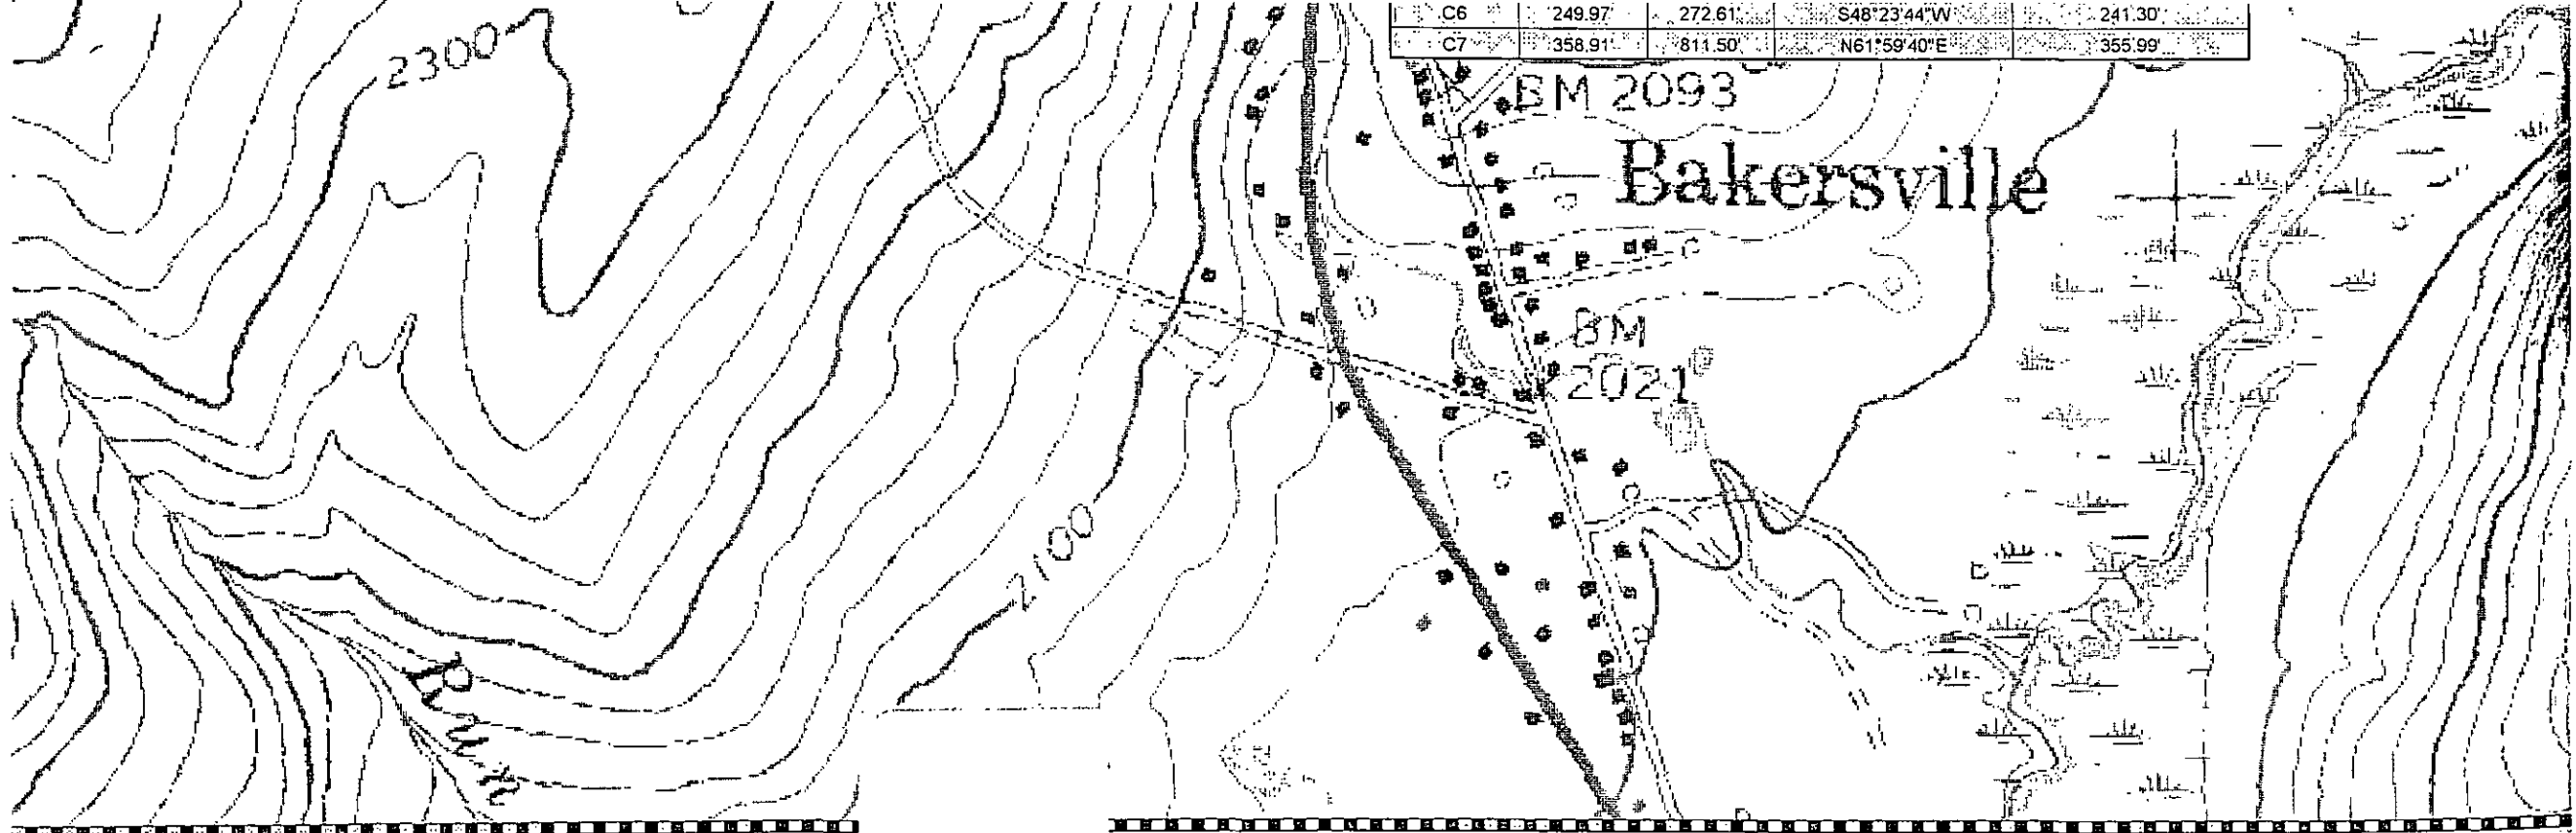 C6 249.97' 272.61' S48°23'44"W 241.30'
C7 358.91' 811.50' N61°59'40"E 355.99'
2300
BM 2093
Bakersville
BM
2021
2100
Run